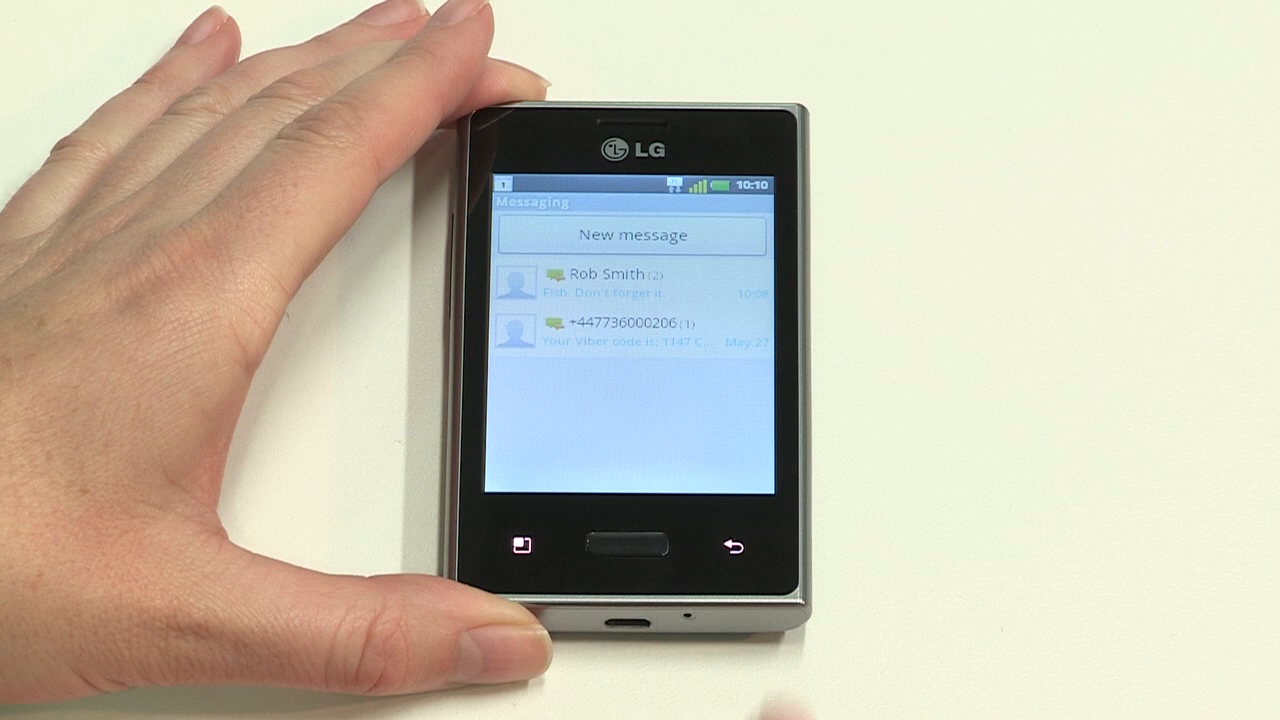 LG
1 10:10
Messaging
New message
Rob Smith (2)
Fish. Don't forget it. 10:08
+447736000206 (1)
Your Viber code is: 1147 C... May 27